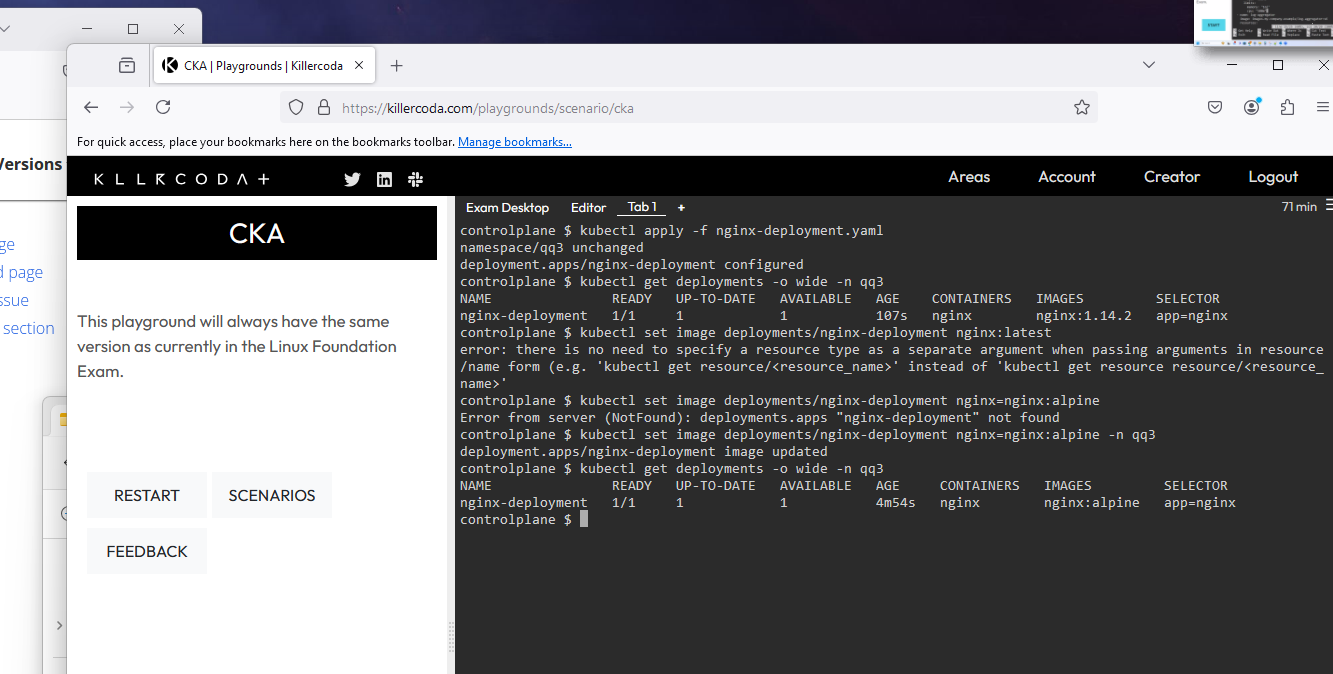 CKA | Playgrounds | Killercoda
https://killercoda.com/playgrounds/scenario/cka
For quick access, place your bookmarks here on the bookmarks toolbar. Manage bookmarks...
Versions
ge
d page
ssue
section
KLLRCODA+
Areas Account Creator Logout
CKA
This playground will always have the same
version as currently in the Linux Foundation
Exam.
RESTART SCENARIOS
FEEDBACK
Exam Desktop Editor Tab 1 + 71 min
controlplane $ kubectl apply -f nginx-deployment.yaml
namespace/qq3 unchanged
deployment.apps/nginx-deployment configured
controlplane $ kubectl get deployments -o wide -n qq3
NAME READY UP-TO-DATE AVAILABLE AGE CONTAINERS IMAGES SELECTOR
nginx-deployment 1/1 1 1 107s nginx nginx:1.14.2 app=nginx
controlplane $ kubectl set image deployments/nginx-deployment nginx:latest
error: there is no need to specify a resource type as a separate argument when passing arguments in resource
/name form (e.g. 'kubectl get resource/<resource_name>' instead of 'kubectl get resource resource/<resource_
name>'
controlplane $ kubectl set image deployments/nginx-deployment nginx=nginx:alpine
Error from server (NotFound): deployments.apps "nginx-deployment" not found
controlplane $ kubectl set image deployments/nginx-deployment nginx=nginx:alpine -n qq3
deployment.apps/nginx-deployment image updated
controlplane $ kubectl get deployments -o wide -n qq3
NAME READY UP-TO-DATE AVAILABLE AGE CONTAINERS IMAGES SELECTOR
nginx-deployment 1/1 1 1 4m54s nginx nginx:alpine app=nginx
controlplane $